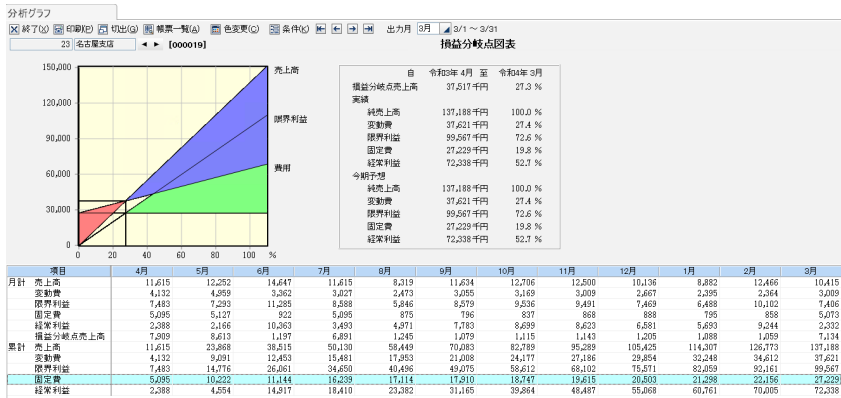 分析グラフ
終了(X) 印刷(P) 切出(G) 帳票一覧(A) 色変更(C) 条件(K) 出力月 3月 3/1 ～ 3/31
23 名古屋支店 [000019] 損益分岐点図表
150,000
120,000
90,000
60,000
30,000
0
0 20 40 60 80 100 %
売上高
限界利益
費用
自 令和3年 4月 至 令和4年 3月
損益分岐点売上高 37,517 千円 27.3 %
実績
純売上高 137,188 千円 100.0 %
変動費 37,621 千円 27.4 %
限界利益 99,567 千円 72.6 %
固定費 27,229 千円 19.8 %
経常利益 72,338 千円 52.7 %
今期予想
純売上高 137,188 千円 100.0 %
変動費 37,621 千円 27.4 %
限界利益 99,567 千円 72.6 %
固定費 27,229 千円 19.8 %
経常利益 72,338 千円 52.7 %
項目 4月 5月 6月 7月 8月 9月 10月 11月 12月 1月 2月 3月
月計 売上高 11,615 12,252 14,647 11,615 8,319 11,634 12,706 12,500 10,136 8,882 12,466 10,415
変動費 4,132 4,959 3,362 3,027 2,473 3,055 3,169 3,009 2,667 2,395 2,364 3,009
限界利益 7,483 7,293 11,285 8,588 5,846 8,579 9,536 9,491 7,469 6,488 10,102 7,406
固定費 5,095 5,127 922 5,095 875 796 837 868 888 795 858 5,073
経常利益 2,388 2,166 10,363 3,493 4,971 7,783 8,699 8,623 6,581 5,693 9,244 2,332
損益分岐点売上高 7,909 8,613 1,197 6,891 1,245 1,079 1,115 1,143 1,205 1,088 1,059 7,134
累計 売上高 11,615 23,868 38,515 50,130 58,449 70,083 82,789 95,289 105,425 114,307 126,773 137,188
変動費 4,132 9,091 12,453 15,481 17,953 21,008 24,177 27,186 29,854 32,248 34,612 37,621
限界利益 7,483 14,776 26,061 34,650 40,496 49,075 58,612 68,102 75,571 82,059 92,161 99,567
固定費 5,095 10,222 11,144 16,239 17,114 17,910 18,747 19,615 20,503 21,298 22,156 27,229
経常利益 2,388 4,554 14,917 18,410 23,382 31,165 39,864 48,487 55,068 60,761 70,005 72,338